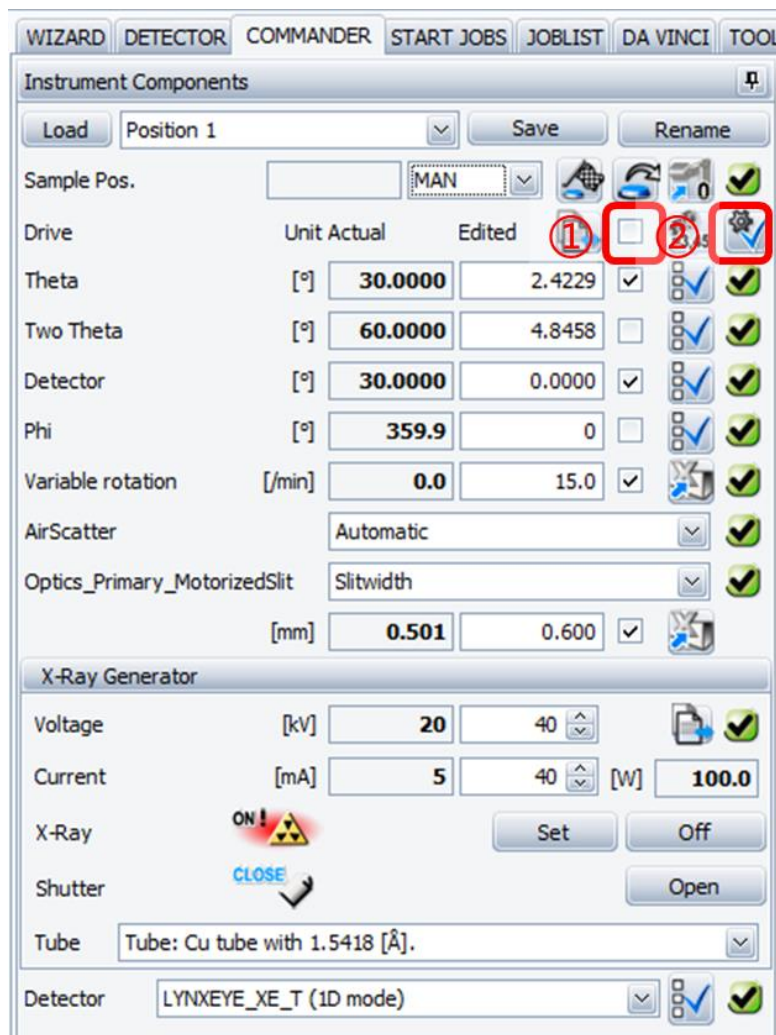 WIZARD DETECTOR COMMANDER START JOBS JOBLIST DA VINCI TOOL
Instrument Components
Load Position 1 Save Rename
Sample Pos. MAN 0
Drive Unit Actual Edited ① ②
Theta [°] 30.0000 2.4229
Two Theta [°] 60.0000 4.8458
Detector [°] 30.0000 0.0000
Phi [°] 359.9 0
Variable rotation [/min] 0.0 15.0
AirScatter Automatic
Optics_Primary_MotorizedSlit Slitwidth
[mm] 0.501 0.600
X-Ray Generator
Voltage [kV] 20 40
Current [mA] 5 40 [W] 100.0
X-Ray ON ! Set Off
Shutter CLOSE Open
Tube Tube: Cu tube with 1.5418 [Å].
Detector LYNXEYE_XE_T (1D mode)